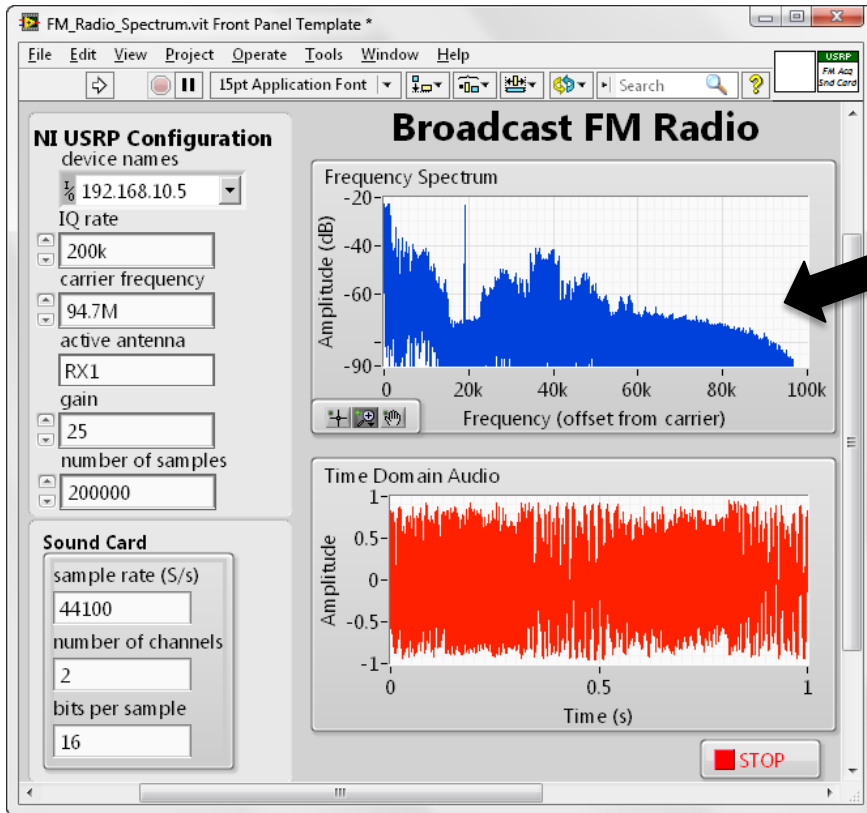 FM_Radio_Spectrum.vit Front Panel Template *
File Edit View Project Operate Tools Window Help
15pt Application Font
Search
USRP
FM Acq
Snd Card
NI USRP Configuration
device names
I/O 192.168.10.5
IQ rate
200k
carrier frequency
94.7M
active antenna
RX1
gain
25
number of samples
200000
Sound Card
sample rate (S/s)
44100
number of channels
2
bits per sample
16
Broadcast FM Radio
Frequency Spectrum
Amplitude (dB)
-20
-40
-60
-90
0 20k 40k 60k 80k 100k
Frequency (offset from carrier)
Time Domain Audio
Amplitude
1
0.5
0
-0.5
-1
0 0.5 1
Time (s)
STOP